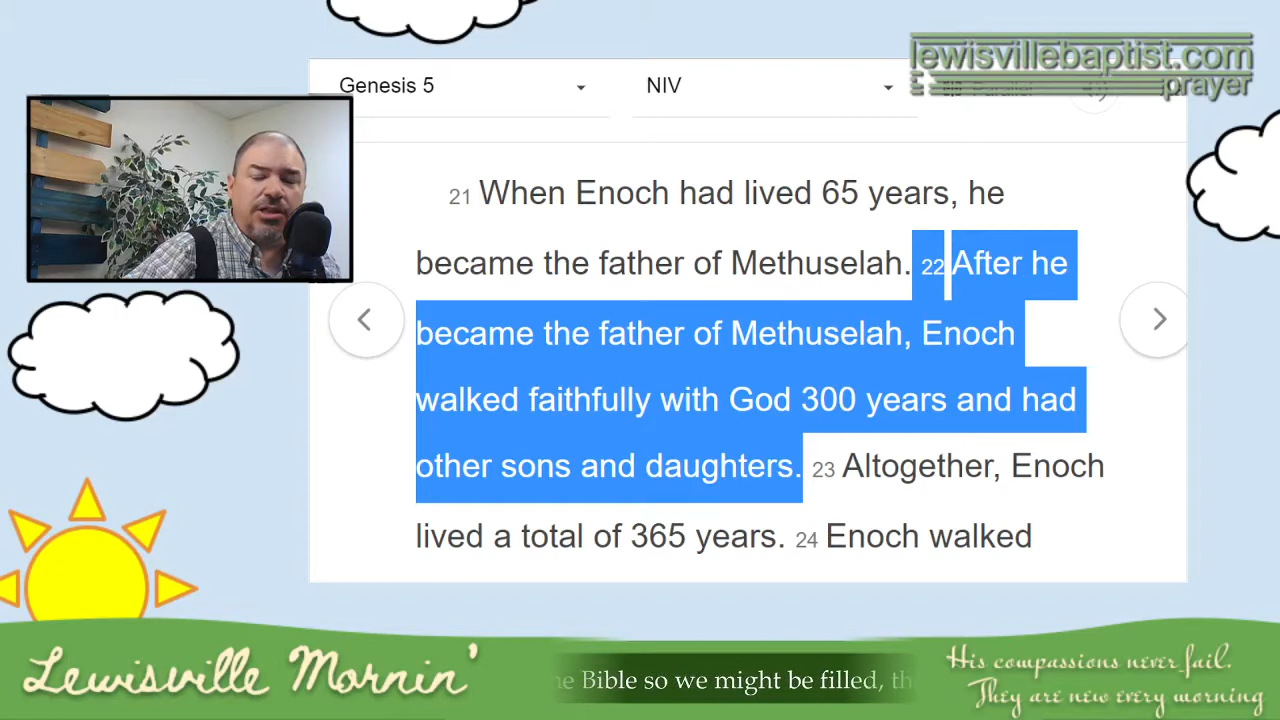 lewisvillebaptist.com
prayer
Genesis 5
NIV
Parallel
21 When Enoch had lived 65 years, he
became the father of Methuselah. 22 After he
became the father of Methuselah, Enoch
walked faithfully with God 300 years and had
other sons and daughters. 23 Altogether, Enoch
lived a total of 365 years. 24 Enoch walked
Lewisville Mornin'
e Bible so we might be filled, th
His compassions never fail.
They are new every morning